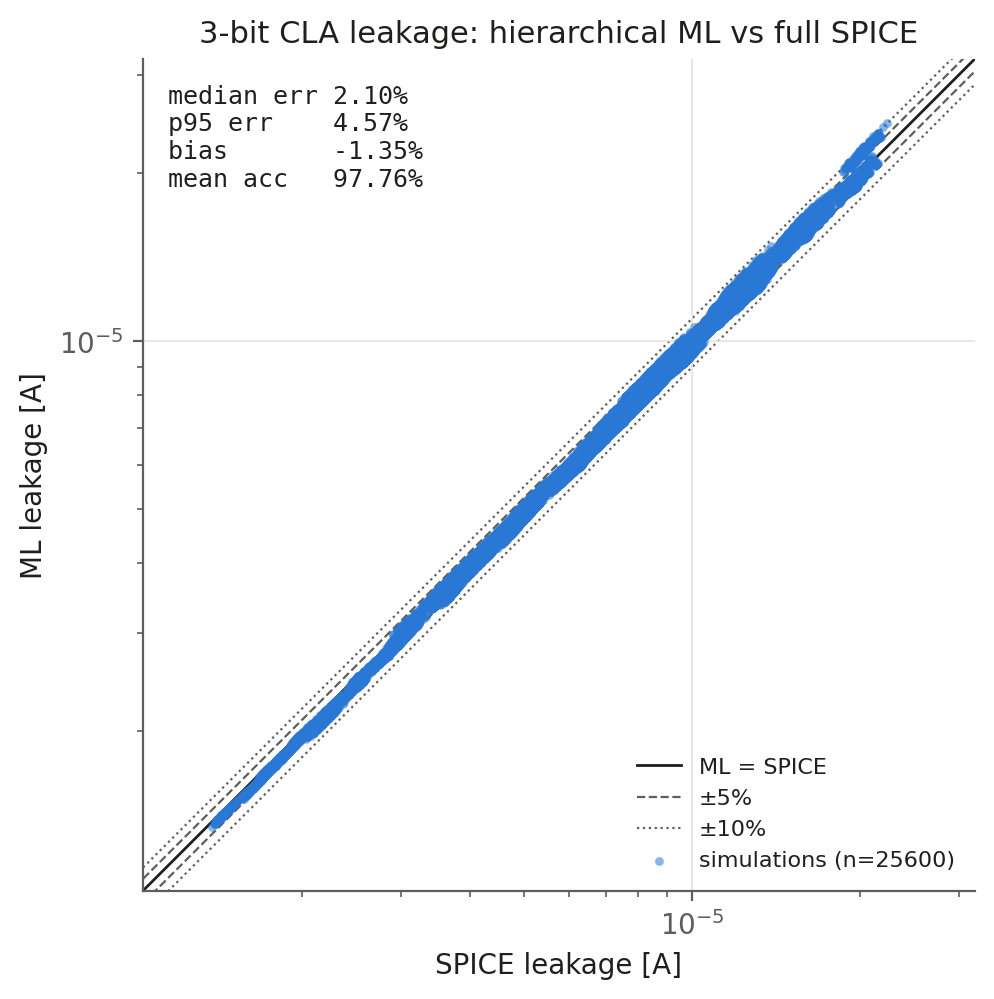 3-bit CLA leakage: hierarchical ML vs full SPICE
median err 2.10%
p95 err 4.57%
bias -1.35%
mean acc 97.76%
10⁻⁵
ML leakage [A]
ML = SPICE
±5%
±10%
simulations (n=25600)
10⁻⁵
SPICE leakage [A]